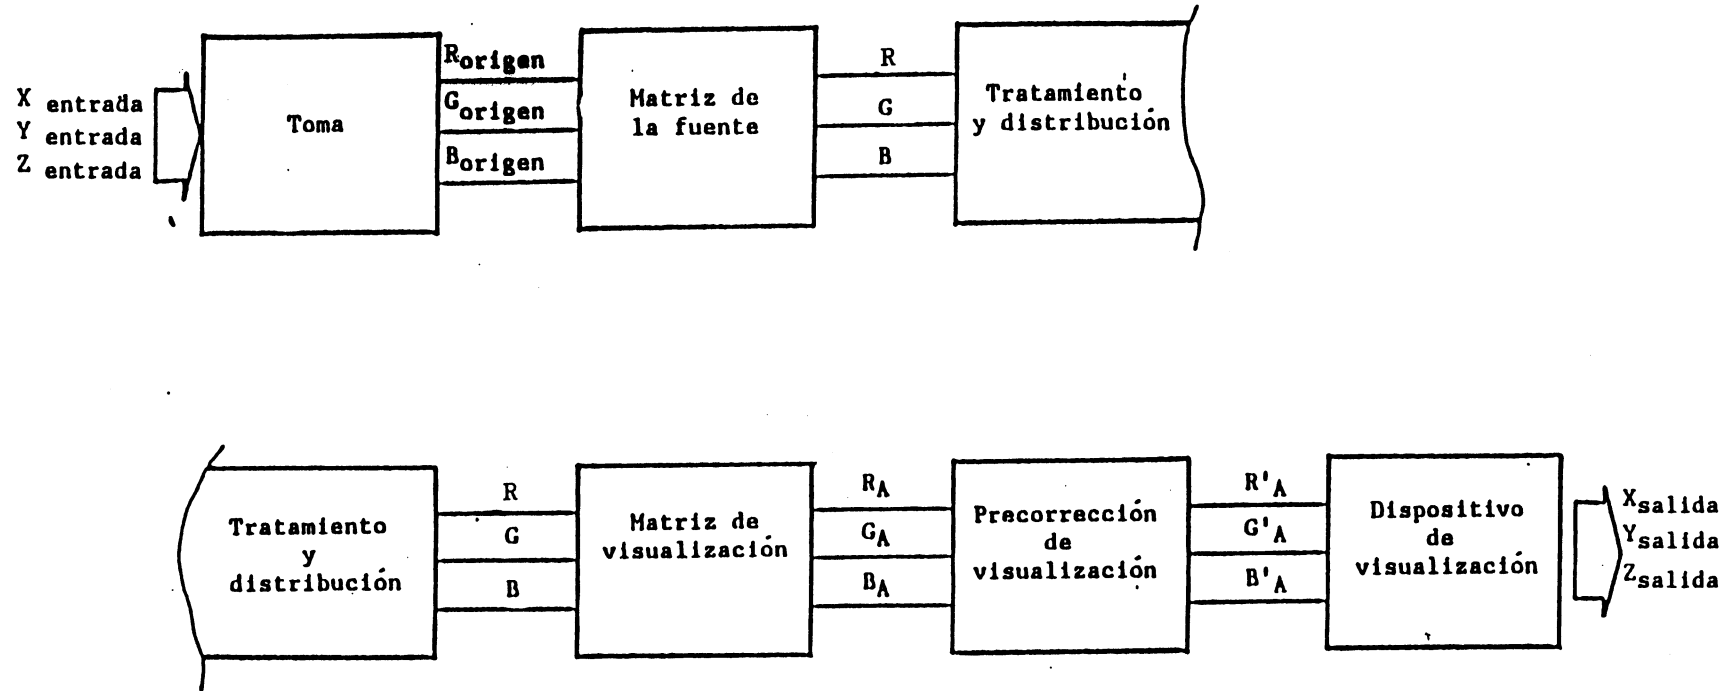 X entrada
Y entrada
Z entrada
Toma
Rorigen
Gorigen
Borigen
Matriz de
la fuente
R
G
B
Tratamiento
y distribución
Tratamiento
y
distribución
R
G
B
Matriz de
visualización
RA
GA
BA
Precorrección
de
visualización
R'A
G'A
B'A
Dispositivo
de
visualización
Xsalida
Ysalida
Zsalida